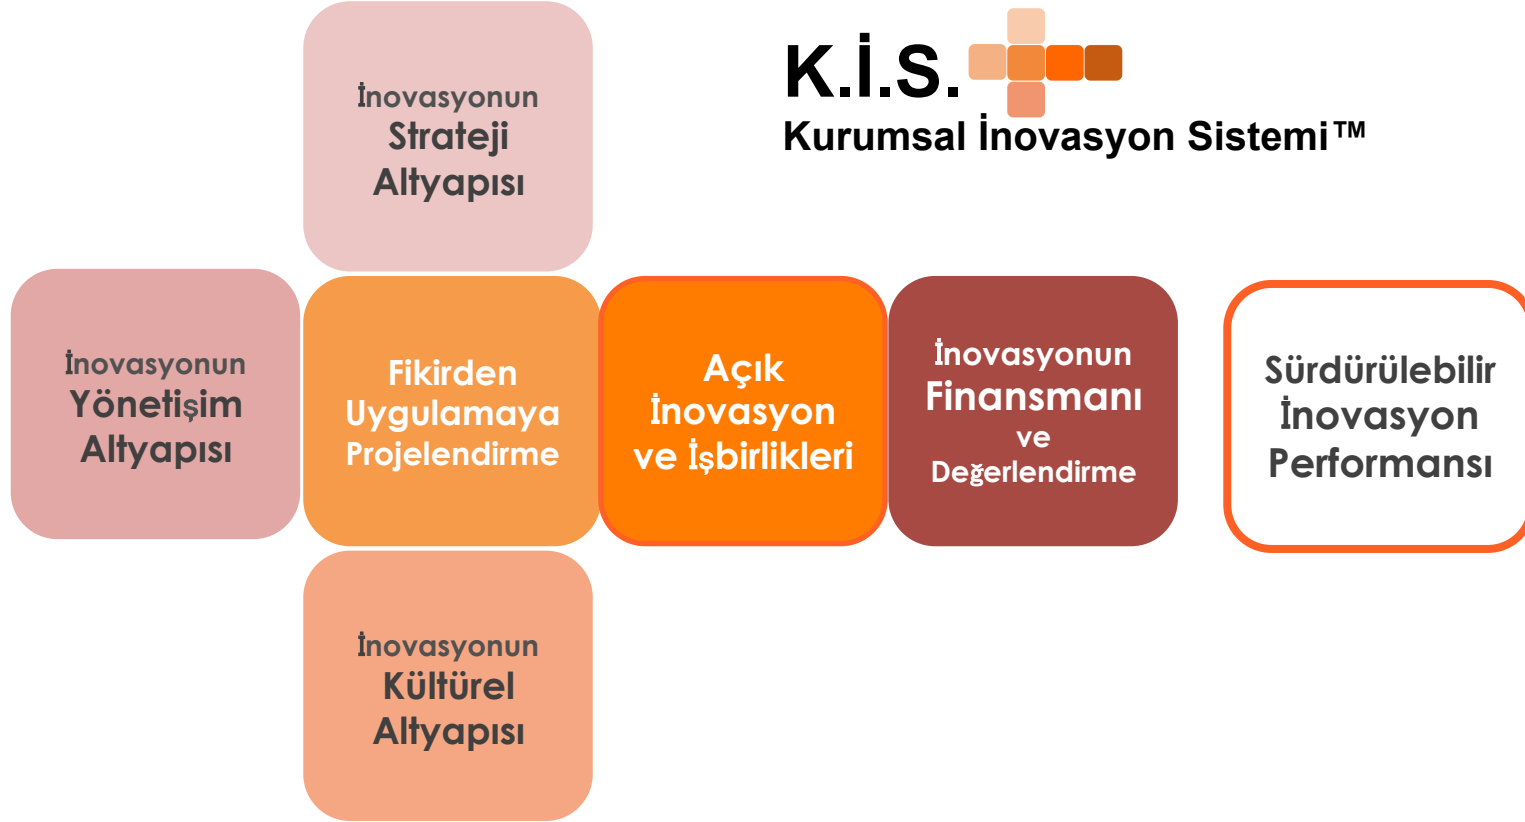 K.İ.S.
Kurumsal İnovasyon Sistemi™
İnovasyonun
Strateji
Altyapısı
İnovasyonun
Yönetişim
Altyapısı
Fikirden
Uygulamaya
Projelendirme
Açık
İnovasyon
ve İşbirlikleri
İnovasyonun
Finansmanı
ve
Değerlendirme
Sürdürülebilir
İnovasyon
Performansı
İnovasyonun
Kültürel
Altyapısı